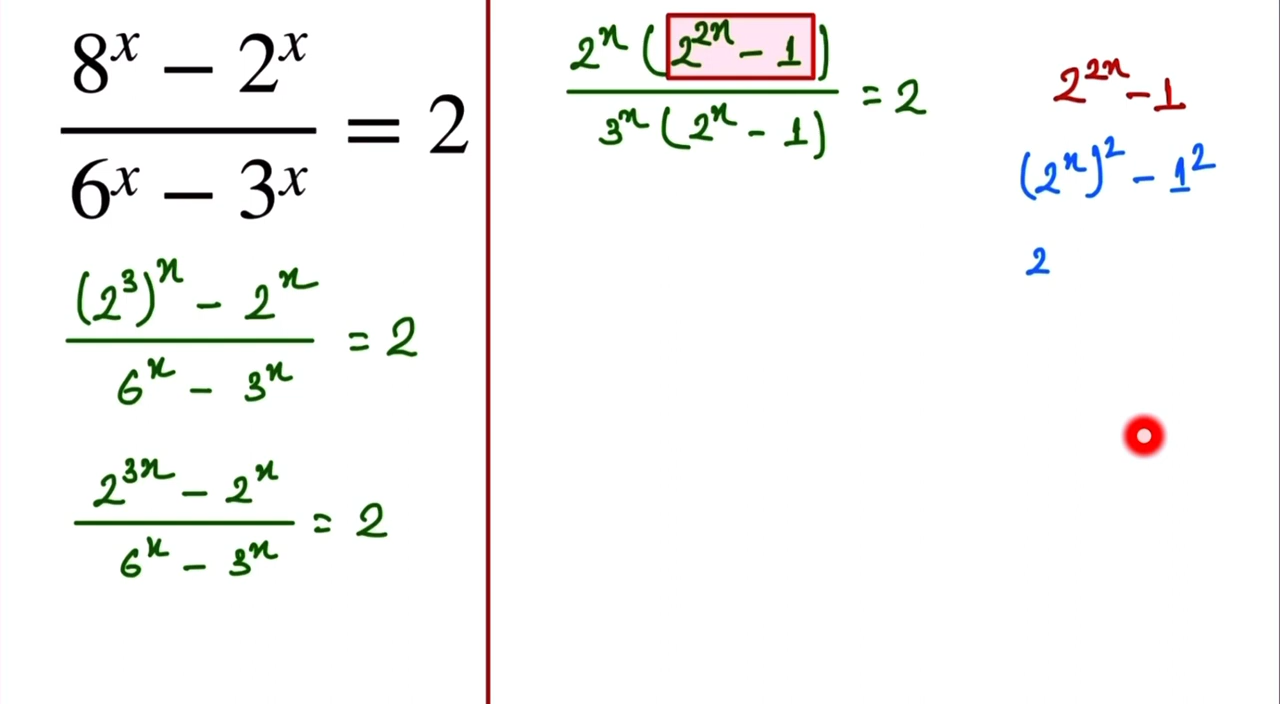 8^x − 2^x
6^x − 3^x
= 2
(2^3)^x − 2^x
6^x − 3^x
= 2
2^3x − 2^x
6^x − 3^x
= 2
2^x (2^2x − 1)
3^x (2^x − 1)
= 2
2^2x − 1
(2^x)^2 − 1^2
2